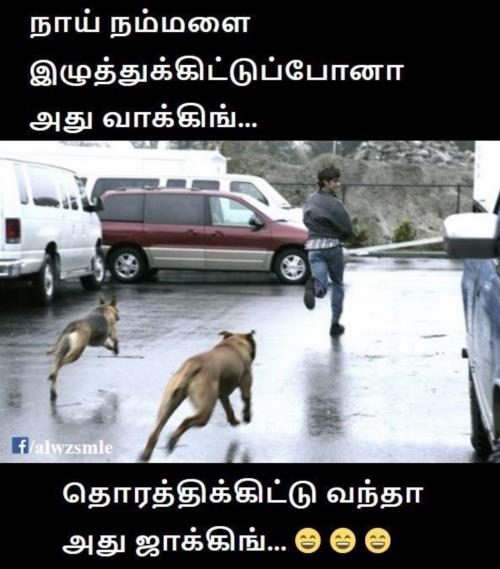 நாய் நம்மளை
இழுத்துக்கிட்டுப்போனா
அது வாக்கிங்...
f/alwzsmle
தொரத்திக்கிட்டு வந்தா
அது ஜாக்கிங்... 😄 😄 😄